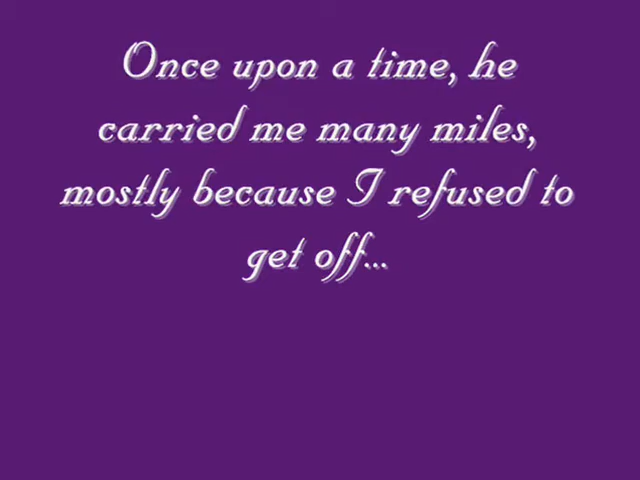 Once upon a time, he
carried me many miles,
mostly because I refused to
get off...